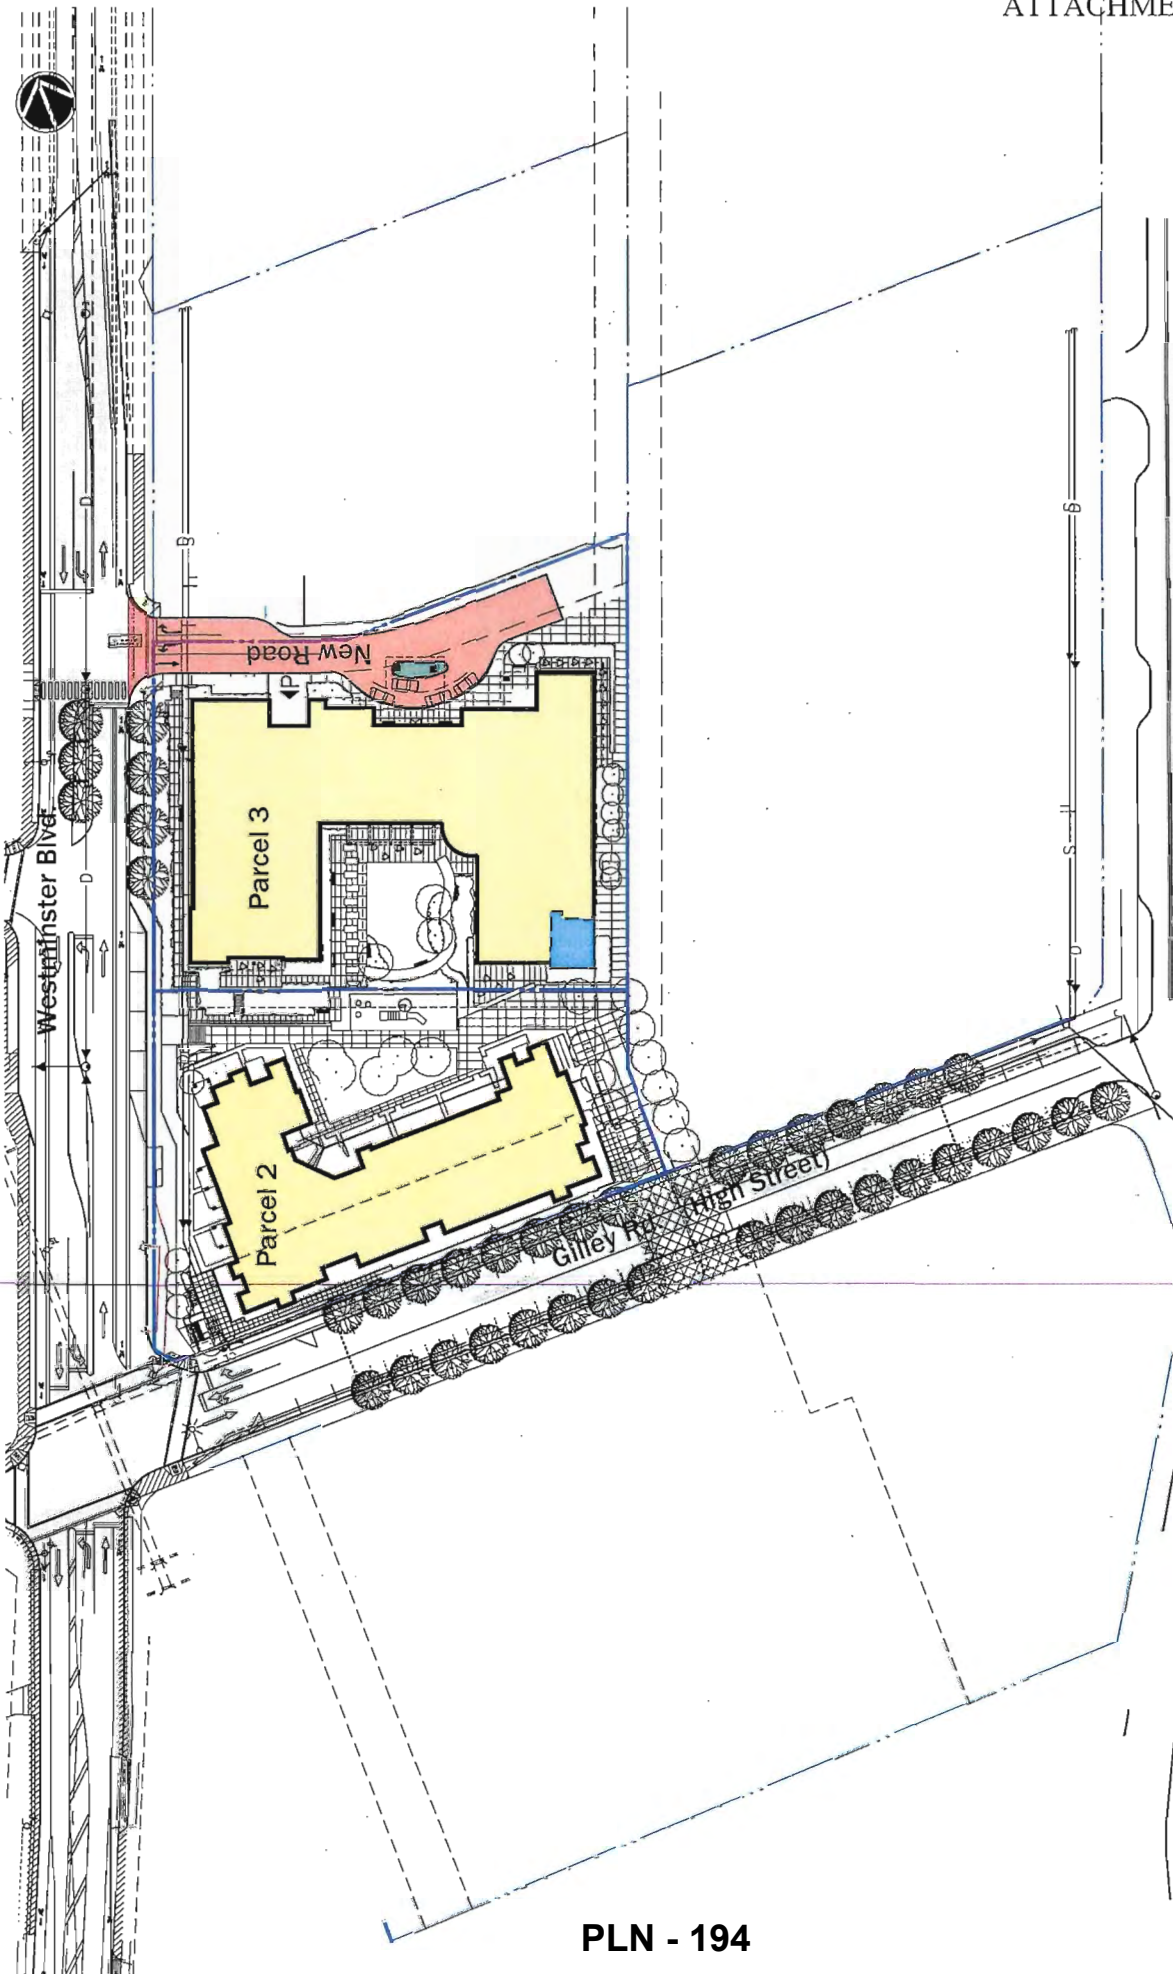 ATTACHME
New Road
P
Parcel 3
Westminster Blvd.
Parcel 2
Gilley Rd. (High Street)
PLN - 194